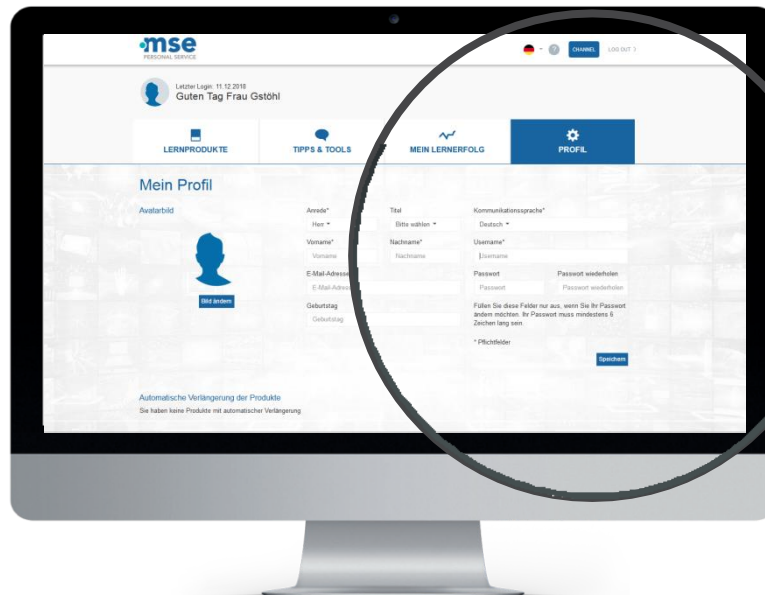 mse
PERSONAL SERVICE
? CHANNEL LOG OUT
Letzter Login: 11.12.2018
Guten Tag Frau Gstöhl
LERNPRODUKTE TIPPS & TOOLS MEIN LERNERFOLG PROFIL
Mein Profil
Avatarbild
Bild ändern
Anrede* Titel Kommunikationssprache*
Herr Bitte wählen Deutsch
Vorname* Nachname* Username*
Vorname Nachname Username
E-Mail-Adresse Passwort Passwort wiederholen
E-Mail-Adresse Passwort Passwort wiederholen
Geburtstag
Geburtstag
Füllen Sie diese Felder nur aus, wenn Sie Ihr Passwort
ändern möchten. Ihr Passwort muss mindestens 6
Zeichen lang sein.
* Pflichtfelder
Speichern
Automatische Verlängerung der Produkte
Sie haben keine Produkte mit automatischer Verlängerung